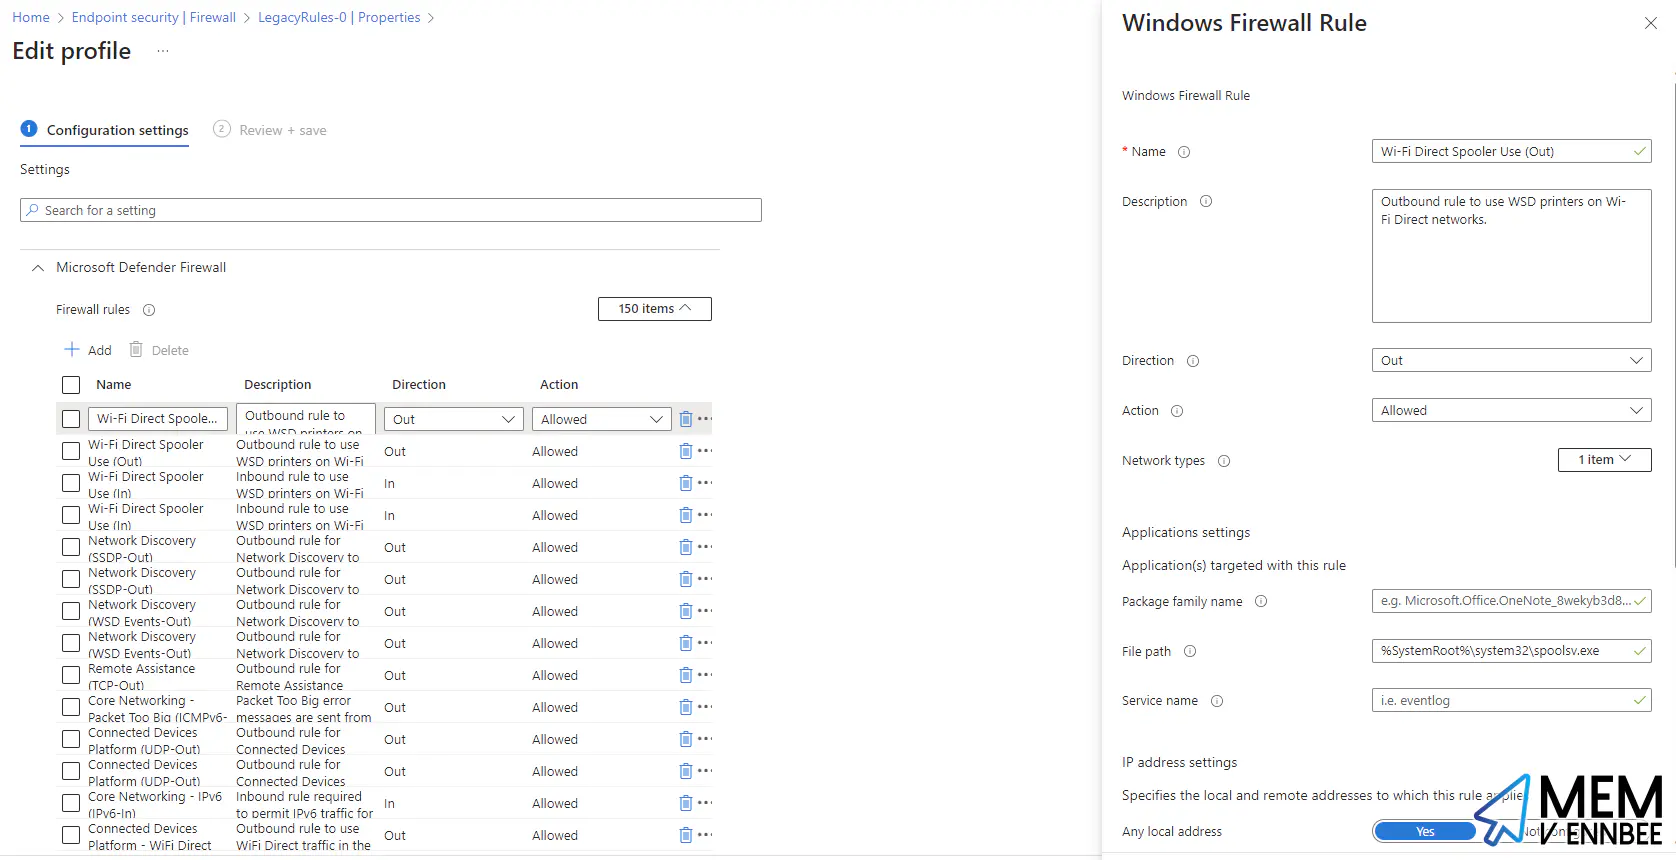 Home > Endpoint security | Firewall > LegacyRules-0 | Properties >
Edit profile ...
1 Configuration settings 2 Review + save
Settings
Search for a setting
Microsoft Defender Firewall
Firewall rules 150 items
Add Delete
Name Description Direction Action
Wi-Fi Direct Spoole... Outbound rule to Out Allowed
use WSD printers on
Wi-Fi Direct Spooler Outbound rule to use Out Allowed
Use (Out) WSD printers on Wi-Fi
Wi-Fi Direct Spooler Inbound rule to use In Allowed
Use (In) WSD printers on Wi-Fi
Wi-Fi Direct Spooler Inbound rule to use In Allowed
Use (In) WSD printers on Wi-Fi
Network Discovery Outbound rule for Out Allowed
(SSDP-Out) Network Discovery to
Network Discovery Outbound rule for Out Allowed
(SSDP-Out) Network Discovery to
Network Discovery Outbound rule for Out Allowed
(WSD Events-Out) Network Discovery to
Network Discovery Outbound rule for Out Allowed
(WSD Events-Out) Network Discovery to
Remote Assistance Outbound rule for Out Allowed
(TCP-Out) Remote Assistance
Core Networking - Packet Too Big error Out Allowed
Packet Too Big (ICMPv6- messages are sent from
Connected Devices Outbound rule for Out Allowed
Platform (UDP-Out) Connected Devices
Connected Devices Outbound rule for Out Allowed
Platform (UDP-Out) Connected Devices
Core Networking - IPv6 Inbound rule required In Allowed
(IPv6-In) to permit IPv6 traffic for
Connected Devices Outbound rule to use Out Allowed
Platform - WiFi Direct WiFi Direct traffic in the
Windows Firewall Rule
Windows Firewall Rule
* Name Wi-Fi Direct Spooler Use (Out)
Description Outbound rule to use WSD printers on Wi-
Fi Direct networks.
Direction Out
Action Allowed
Network types 1 item
Applications settings
Application(s) targeted with this rule
Package family name e.g. Microsoft.Office.OneNote_8wekyb3d8...
File path %SystemRoot%\system32\spoolsv.exe
Service name i.e. eventlog
IP address settings
Specifies the local and remote addresses to which this rule applies
Any local address Yes
MEM
VENNBEE